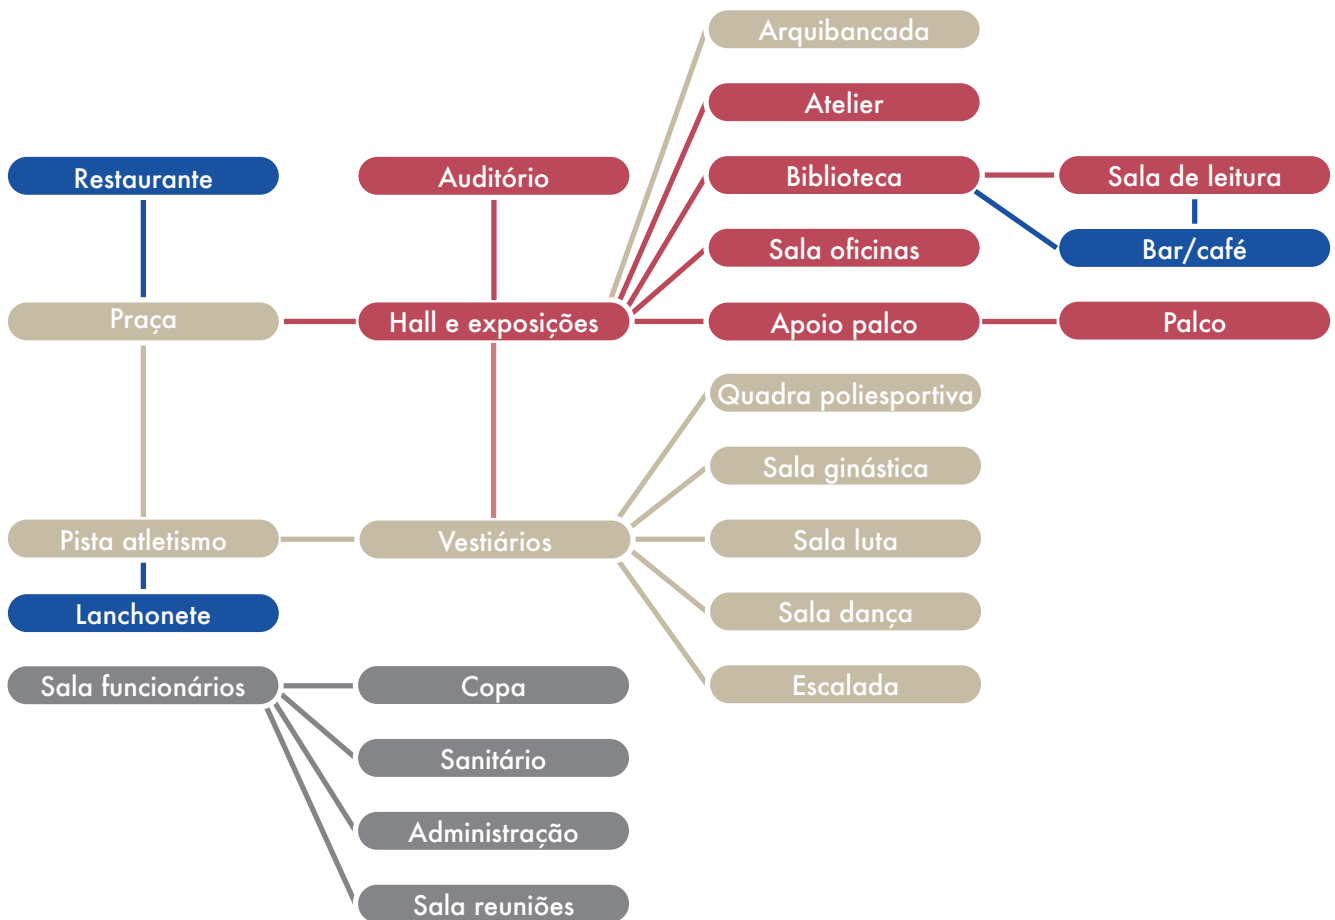 Arquibancada
Atelier
Restaurante
Auditório
Biblioteca
Sala de leitura
Sala oficinas
Bar/café
Praça
Hall e exposições
Apoio palco
Palco
Quadra poliesportiva
Sala ginástica
Pista atletismo
Vestiários
Sala luta
Lanchonete
Sala dança
Sala funcionários
Copa
Escalada
Sanitário
Administração
Sala reuniões